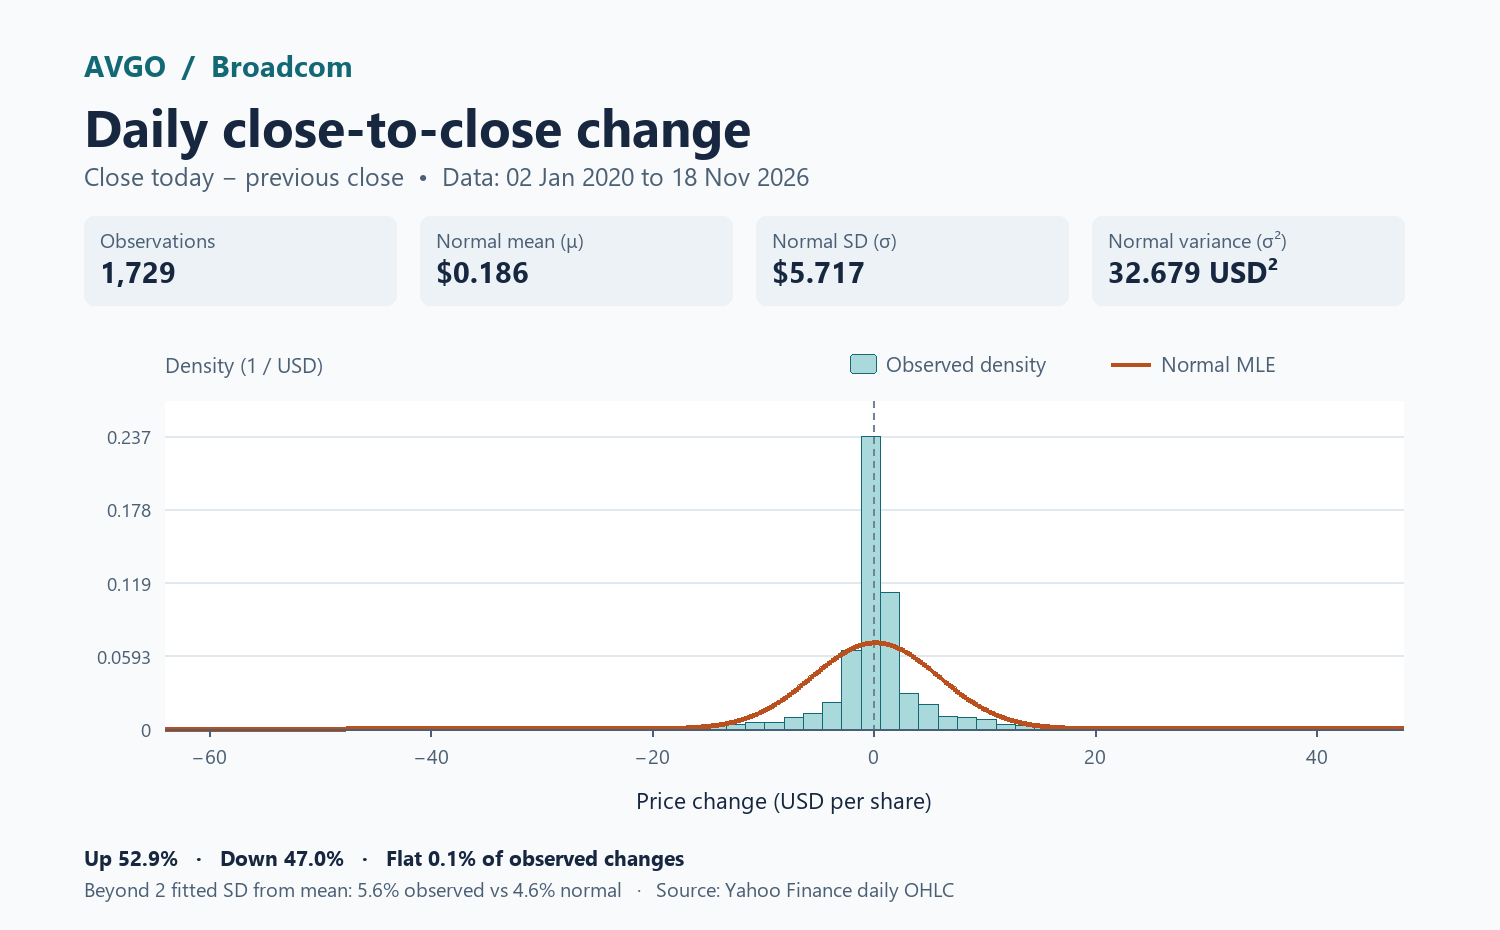 AVGO / Broadcom
Daily close-to-close change
Close today − previous close • Data: 02 Jan 2020 to 18 Nov 2026
Observations
1,729
Normal mean (μ)
$0.186
Normal SD (σ)
$5.717
Normal variance (σ²)
32.679 USD²
Density (1 / USD)
Observed density
Normal MLE
0.237
0.178
0.119
0.0593
0
−60
−40
−20
0
20
40
Price change (USD per share)
Up 52.9% · Down 47.0% · Flat 0.1% of observed changes
Beyond 2 fitted SD from mean: 5.6% observed vs 4.6% normal · Source: Yahoo Finance daily OHLC